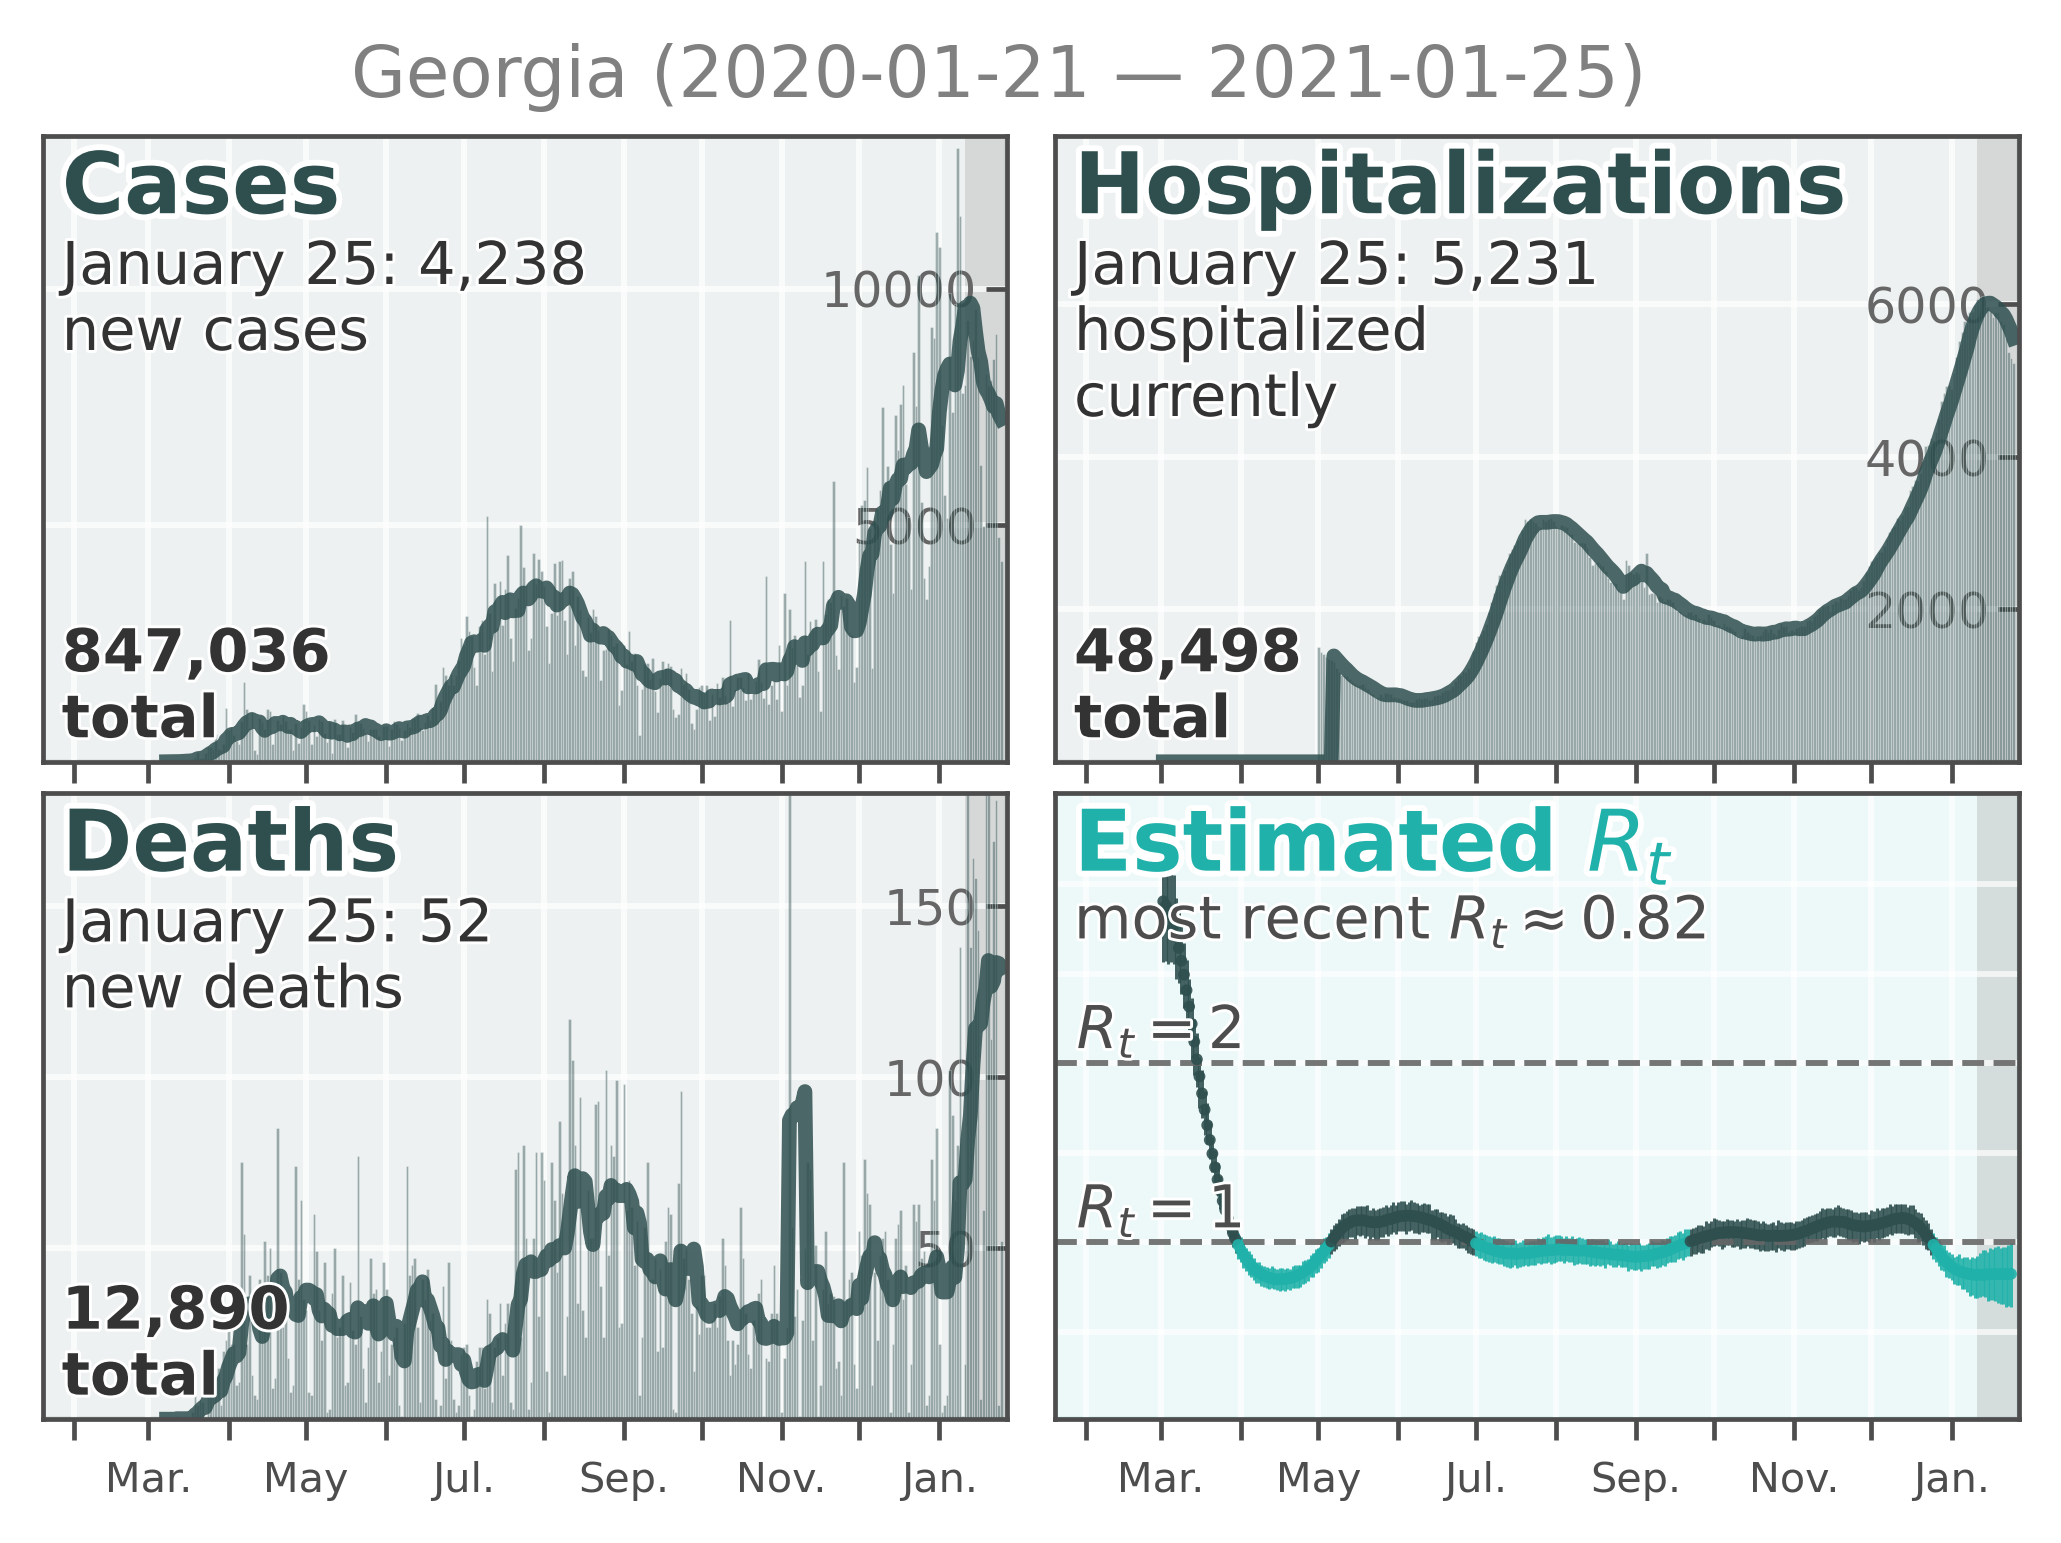 Georgia (2020-01-21 — 2021-01-25)
Cases
January 25: 4,238
new cases
10000
5000
847,036
total
Hospitalizations
January 25: 5,231
hospitalized
currently
6000
4000
2000
48,498
total
Deaths
January 25: 52
new deaths
150
100
50
12,890
total
Estimated Rt
most recent Rt ≈ 0.82
Rt = 2
Rt = 1
Mar. May Jul. Sep. Nov. Jan.
Mar. May Jul. Sep. Nov. Jan.